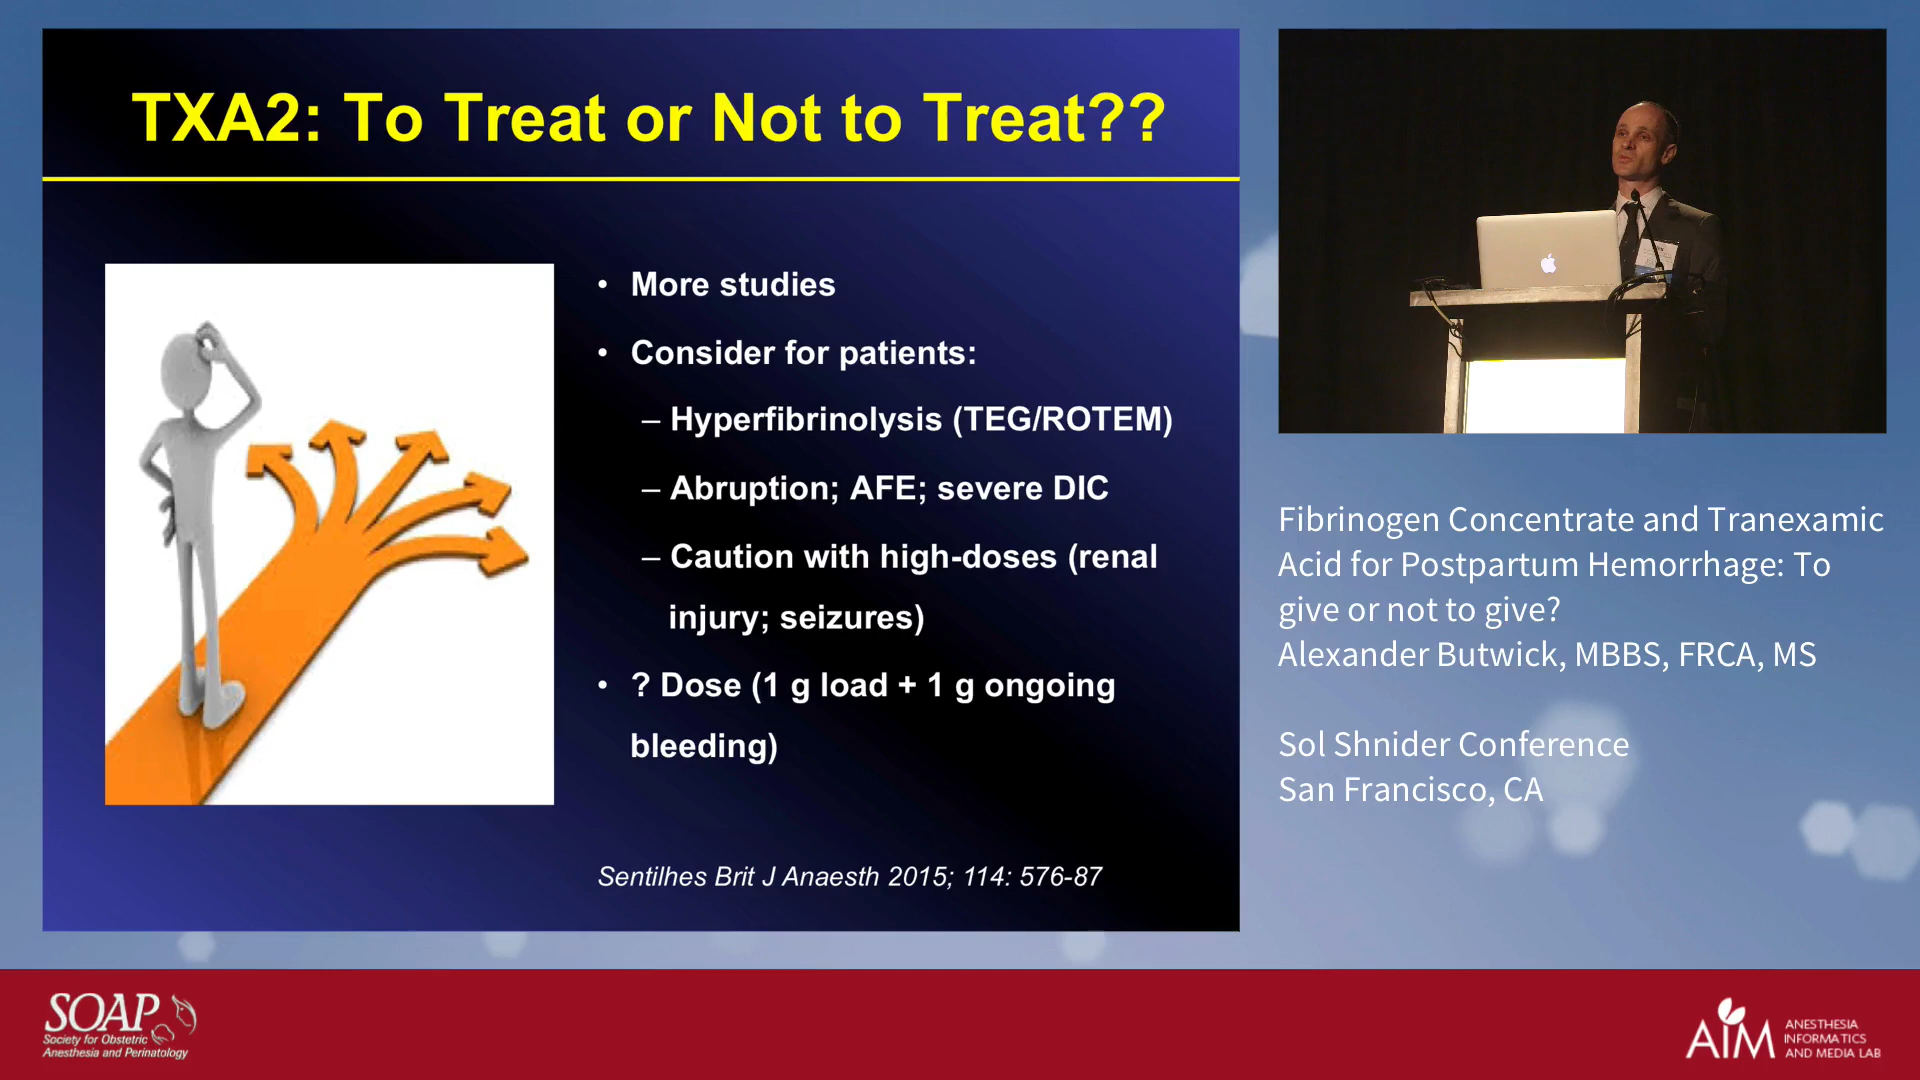 TXA2: To Treat or Not to Treat??
• More studies
• Consider for patients:
– Hyperfibrinolysis (TEG/ROTEM)
– Abruption; AFE; severe DIC
– Caution with high-doses (renal
injury; seizures)
• ? Dose (1 g load + 1 g ongoing
bleeding)
Sentilhes Brit J Anaesth 2015; 114: 576-87
Fibrinogen Concentrate and Tranexamic
Acid for Postpartum Hemorrhage: To
give or not to give?
Alexander Butwick, MBBS, FRCA, MS
Sol Shnider Conference
San Francisco, CA
SOAP
Society for Obstetric
Anesthesia and Perinatology
AIM
ANESTHESIA
INFORMATICS
AND MEDIA LAB